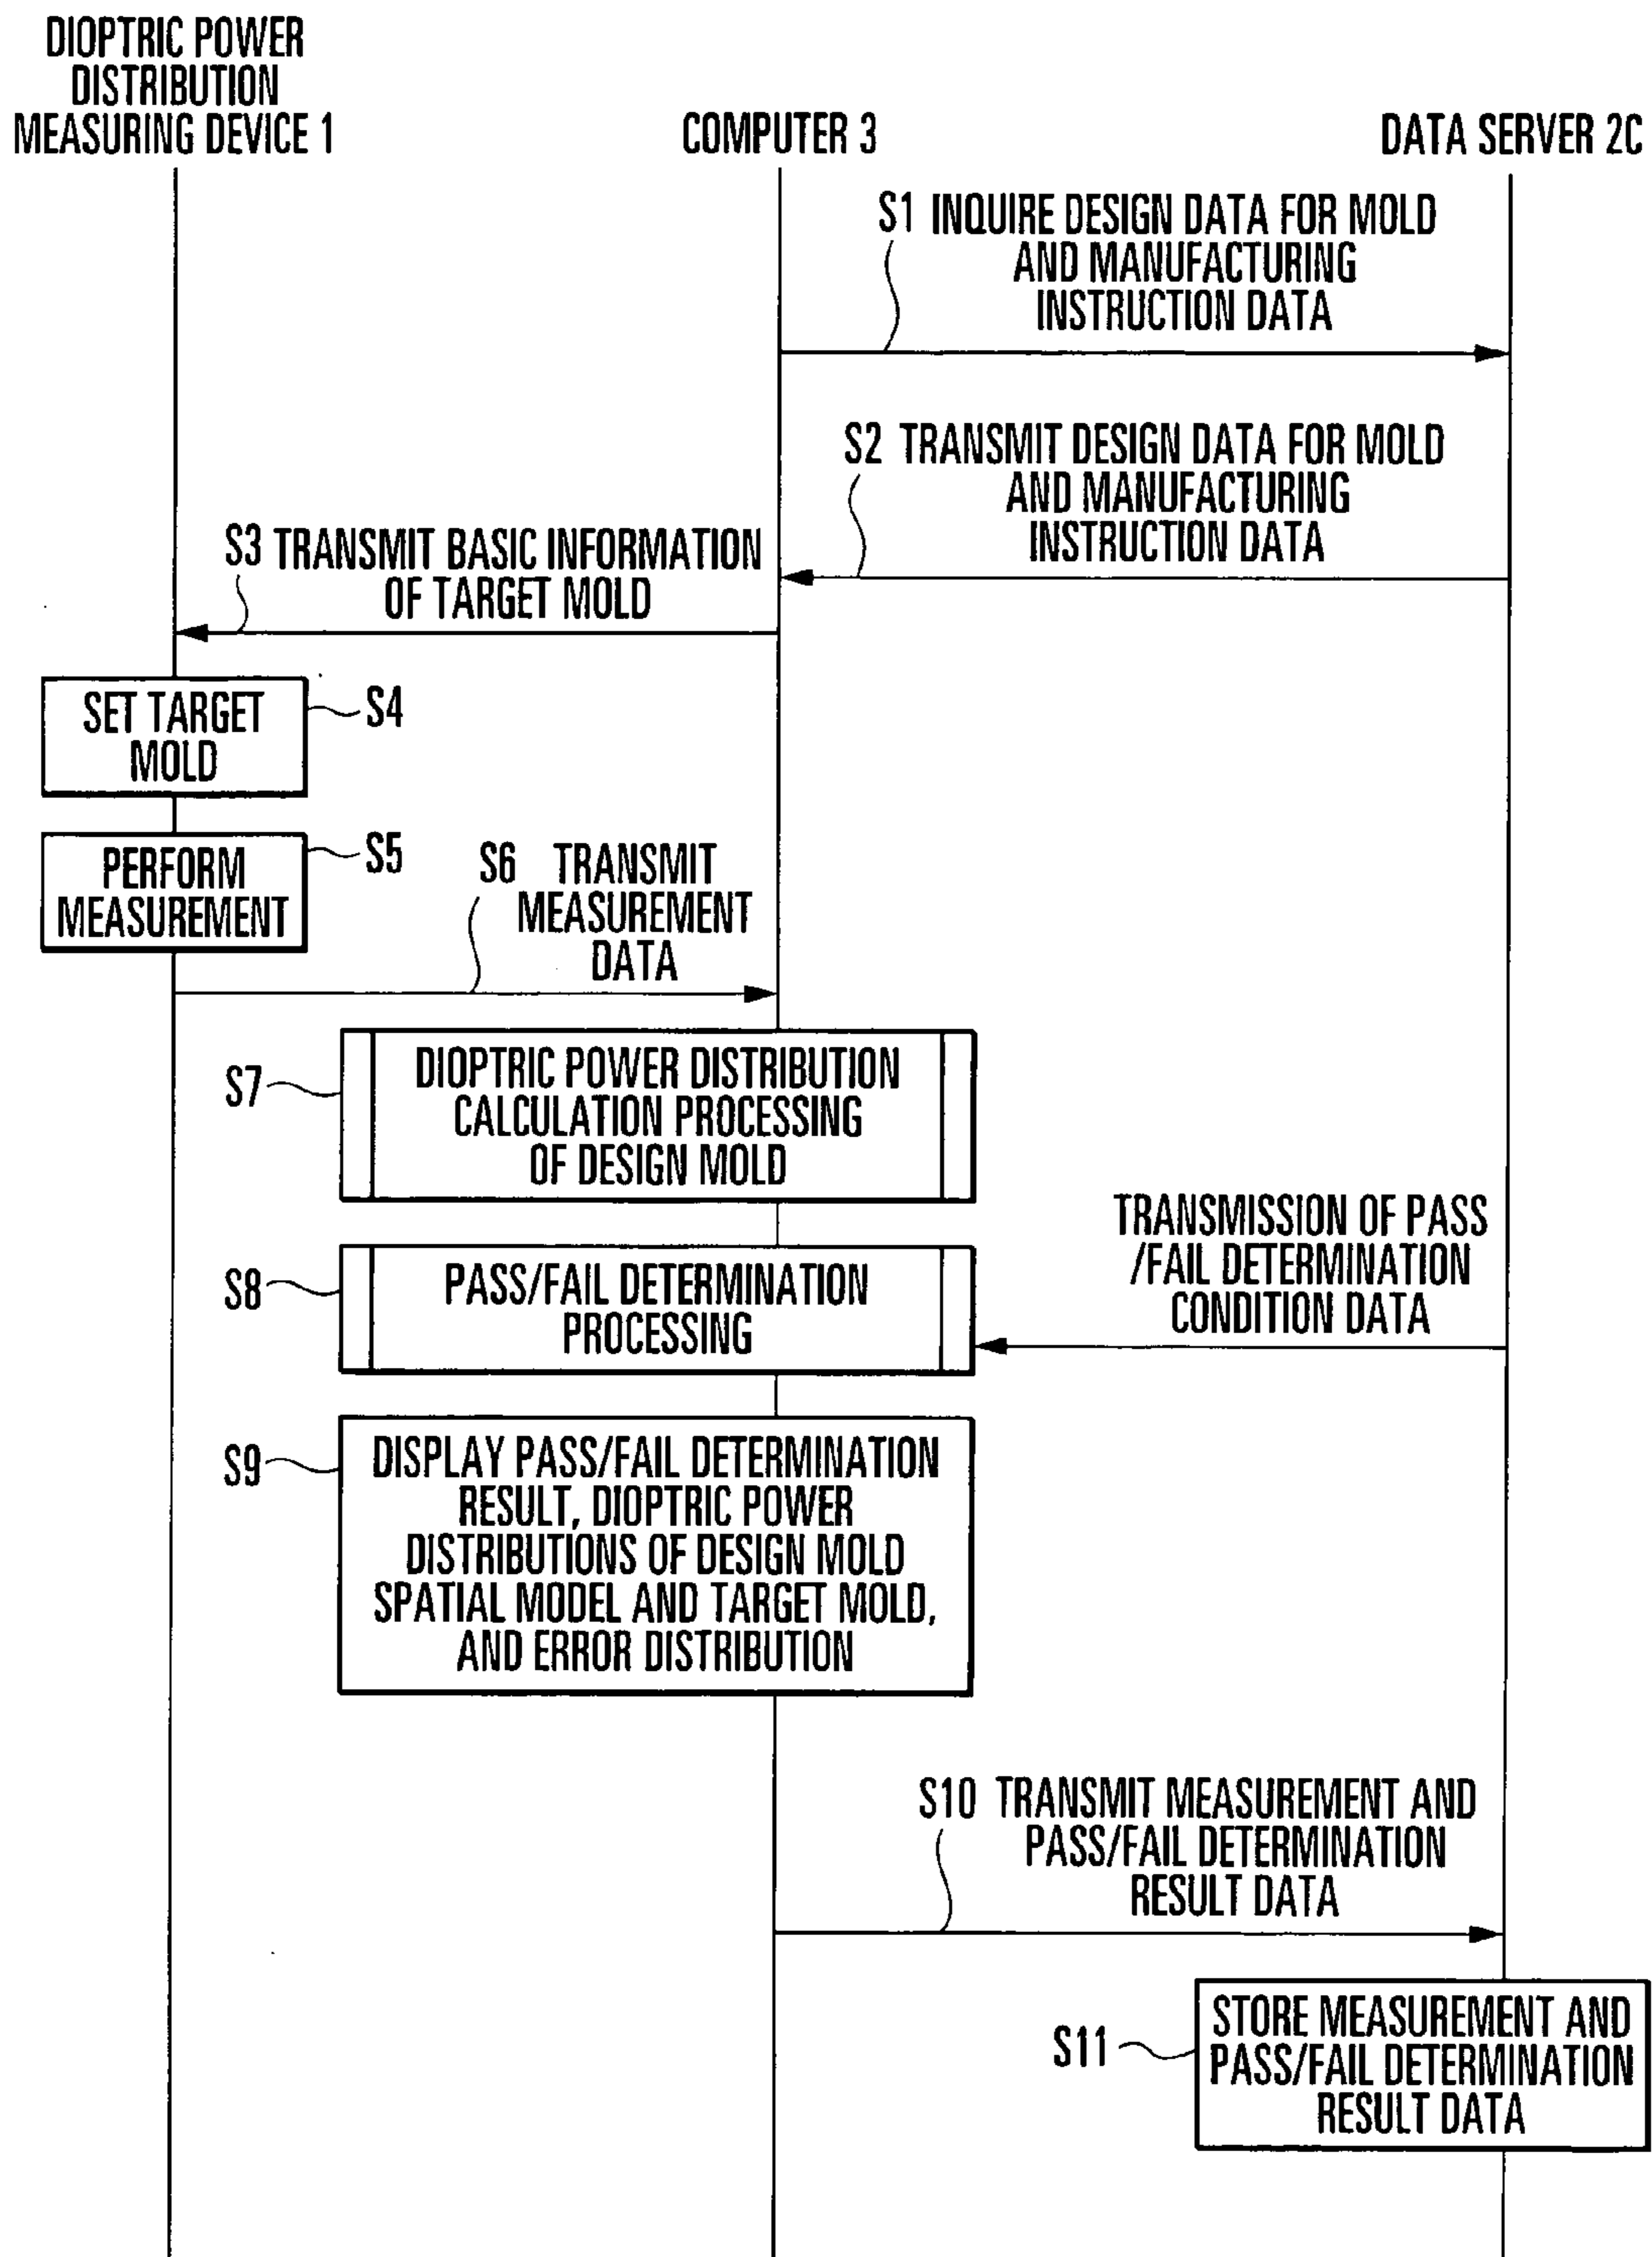 DIOPTRIC POWER
DISTRIBUTION
MEASURING DEVICE 1
COMPUTER 3
DATA SERVER 2C
S1 INQUIRE DESIGN DATA FOR MOLD
AND MANUFACTURING
INSTRUCTION DATA
S2 TRANSMIT DESIGN DATA FOR MOLD
AND MANUFACTURING
INSTRUCTION DATA
S3 TRANSMIT BASIC INFORMATION
OF TARGET MOLD
SET TARGET
MOLD
S4
PERFORM
MEASUREMENT
S5
S6 TRANSMIT
MEASUREMENT
DATA
S7
DIOPTRIC POWER DISTRIBUTION
CALCULATION PROCESSING
OF DESIGN MOLD
TRANSMISSION OF PASS
/FAIL DETERMINATION
CONDITION DATA
S8
PASS/FAIL DETERMINATION
PROCESSING
S9
DISPLAY PASS/FAIL DETERMINATION
RESULT, DIOPTRIC POWER
DISTRIBUTIONS OF DESIGN MOLD
SPATIAL MODEL AND TARGET MOLD,
AND ERROR DISTRIBUTION
S10 TRANSMIT MEASUREMENT AND
PASS/FAIL DETERMINATION
RESULT DATA
S11
STORE MEASUREMENT AND
PASS/FAIL DETERMINATION
RESULT DATA